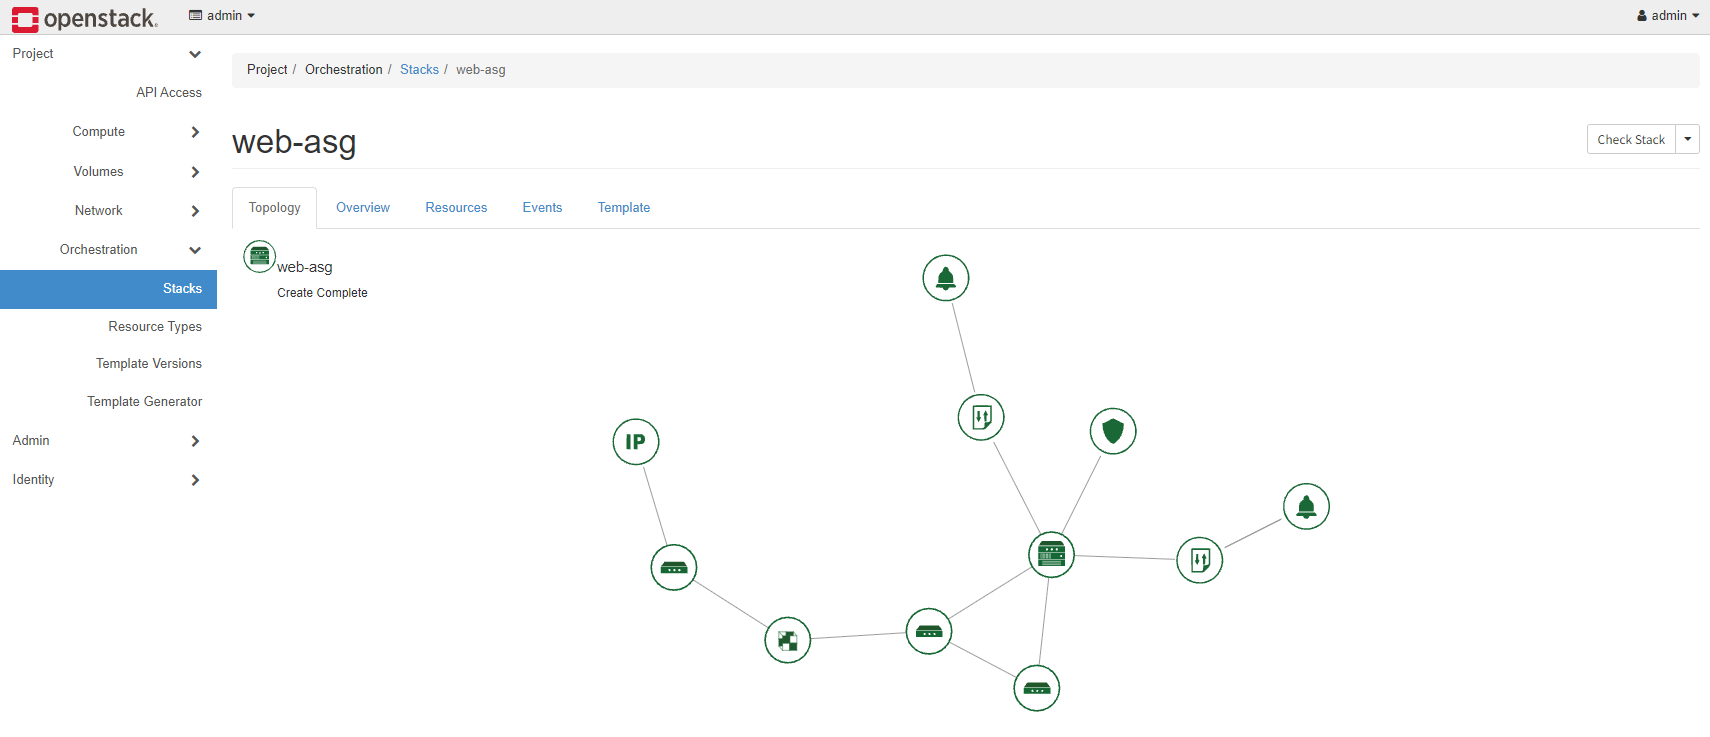 openstack. admin admin
Project
Project / Orchestration / Stacks / web-asg
API Access
Compute
Volumes
Network
Orchestration
Stacks
Resource Types
Template Versions
Template Generator
Admin
Identity
web-asg
Check Stack
Topology Overview Resources Events Template
web-asg
Create Complete
IP